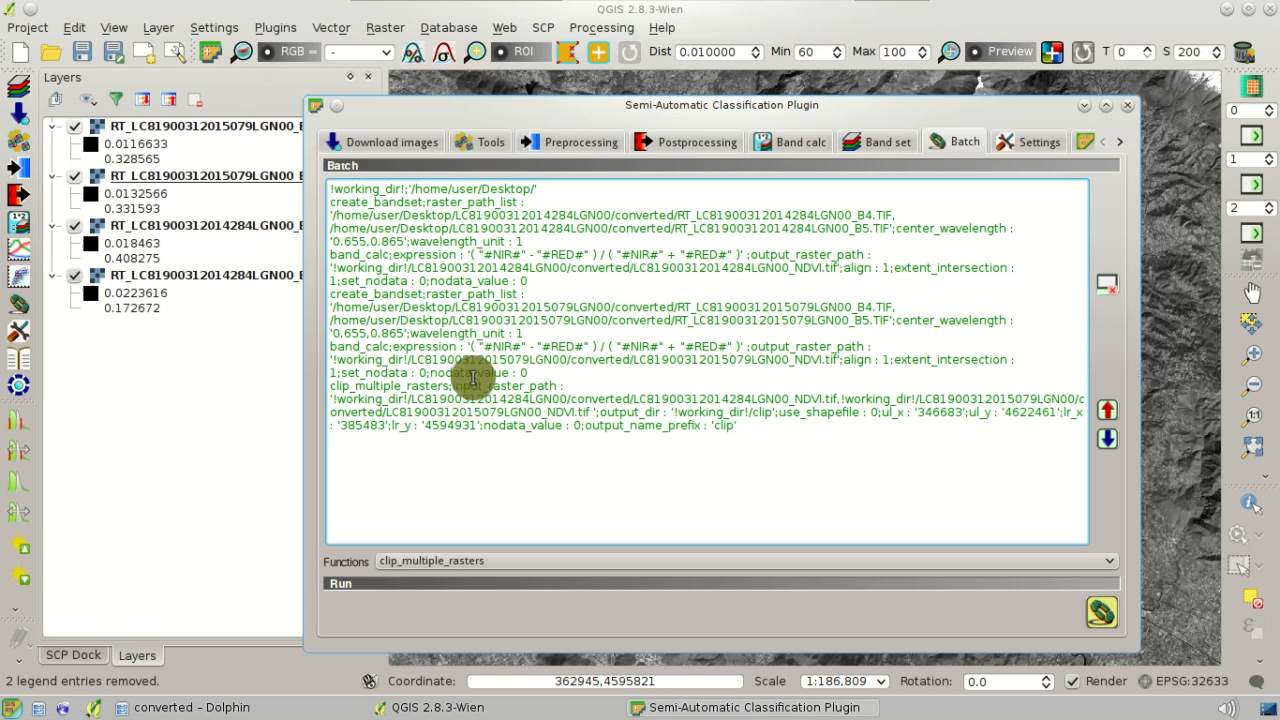 QGIS 2.8.3-Wien
Project Edit View Layer Settings Plugins Vector Raster Database Web SCP Processing Help
RGB = - ROI Dist 0.010000 Min 60 Max 100 Preview T 0 S 200
Layers
RT_LC81900312015079LGN00_B
0.0116633
0.328565
RT_LC81900312015079LGN00_B
0.0132566
0.331593
RT_LC81900312014284LGN00_B
0.018463
0.408275
RT_LC81900312014284LGN00_B
0.0223616
0.172672
Semi-Automatic Classification Plugin
Download images Tools Preprocessing Postprocessing Band calc Band set Batch Settings
Batch
!working_dir!;'/home/user/Desktop/'
create_bandset;raster_path_list :
'/home/user/Desktop/LC81900312014284LGN00/converted/RT_LC81900312014284LGN00_B4.TIF,
/home/user/Desktop/LC81900312014284LGN00/converted/RT_LC81900312014284LGN00_B5.TIF';center_wavelength :
'0.655,0.865';wavelength_unit : 1
band_calc;expression : '( "#NIR#" - "#RED#" ) / ( "#NIR#" + "#RED#" )' ;output_raster_path :
'!working_dir!/LC81900312014284LGN00/converted/LC81900312014284LGN00_NDVI.tif';align : 1;extent_intersection :
1;set_nodata : 0;nodata_value : 0
create_bandset;raster_path_list :
'/home/user/Desktop/LC81900312015079LGN00/converted/RT_LC81900312015079LGN00_B4.TIF,
/home/user/Desktop/LC81900312015079LGN00/converted/RT_LC81900312015079LGN00_B5.TIF';center_wavelength :
'0.655,0.865';wavelength_unit : 1
band_calc;expression : '( "#NIR#" - "#RED#" ) / ( "#NIR#" + "#RED#" )' ;output_raster_path :
'!working_dir!/LC81900312015079LGN00/converted/LC81900312015079LGN00_NDVI.tif';align : 1;extent_intersection :
1;set_nodata : 0;nodata_value : 0
clip_multiple_rasters;input_raster_path :
'!working_dir!/LC81900312014284LGN00/converted/LC81900312014284LGN00_NDVI.tif,!working_dir!/LC81900312015079LGN00/c
onverted/LC81900312015079LGN00_NDVI.tif ';output_dir : '!working_dir!/clip';use_shapefile : 0;ul_x : '346683';ul_y : '4622461';lr_x
: '385483';lr_y : '4594931';nodata_value : 0;output_name_prefix : 'clip'
Functions clip_multiple_rasters
Run
0
1
2
SCP Dock Layers
2 legend entries removed. Coordinate: 362945,4595821 Scale 1:186,809 Rotation: 0.0 Render EPSG:32633
converted – Dolphin QGIS 2.8.3-Wien Semi-Automatic Classification Plugin